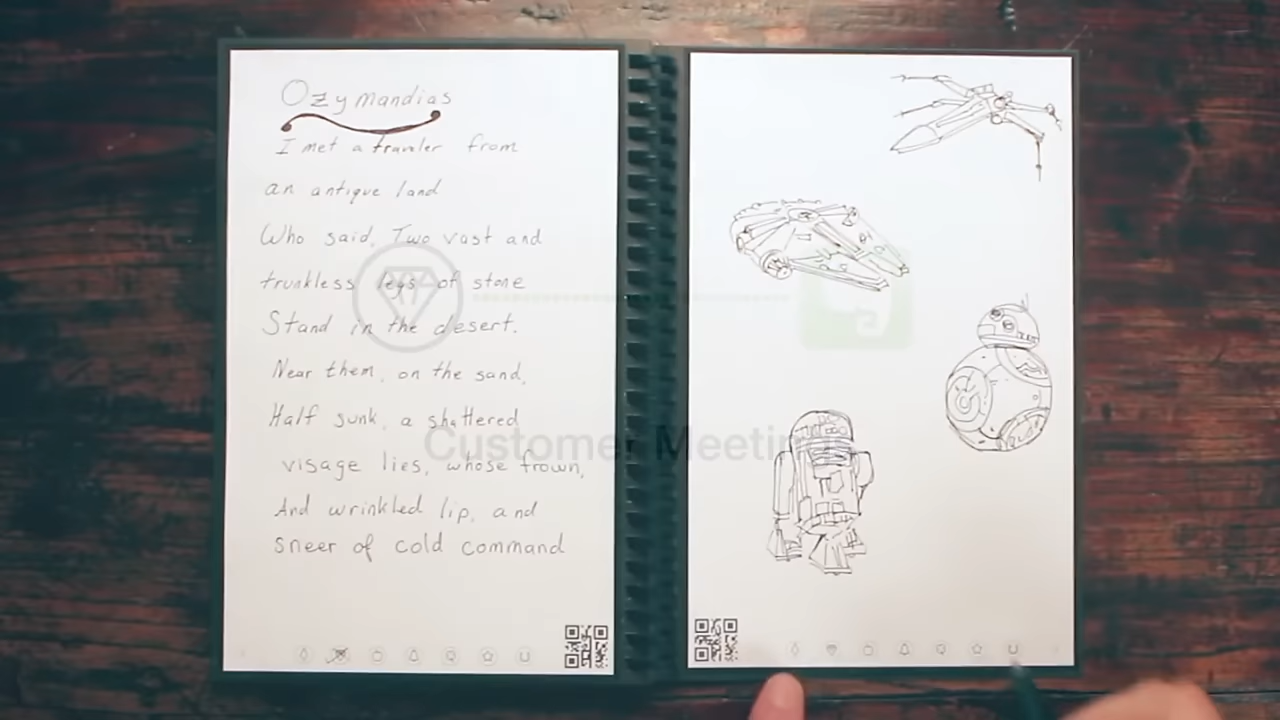 Ozymandias
I met a traveler from
an antique land
Who said, Two vast and
trunkless legs of stone
Stand in the desert.
Near them, on the sand,
Half sunk, a shattered
visage lies, whose frown,
And wrinkled lip, and
sneer of cold command
Customer Meetings